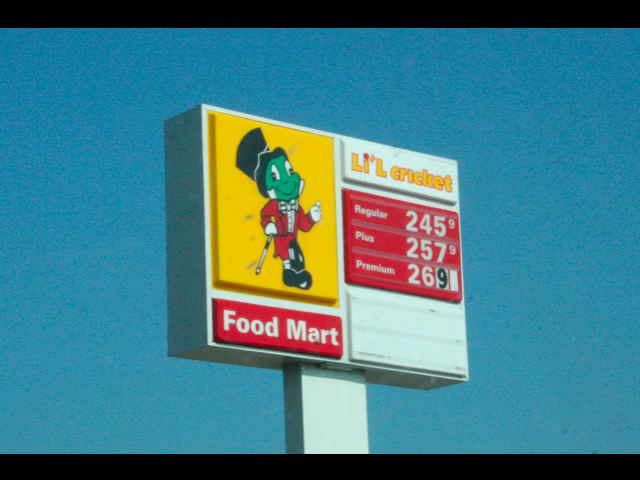 Li'L cricket
Regular 245 9
Plus 257 9
Premium 269
Food Mart